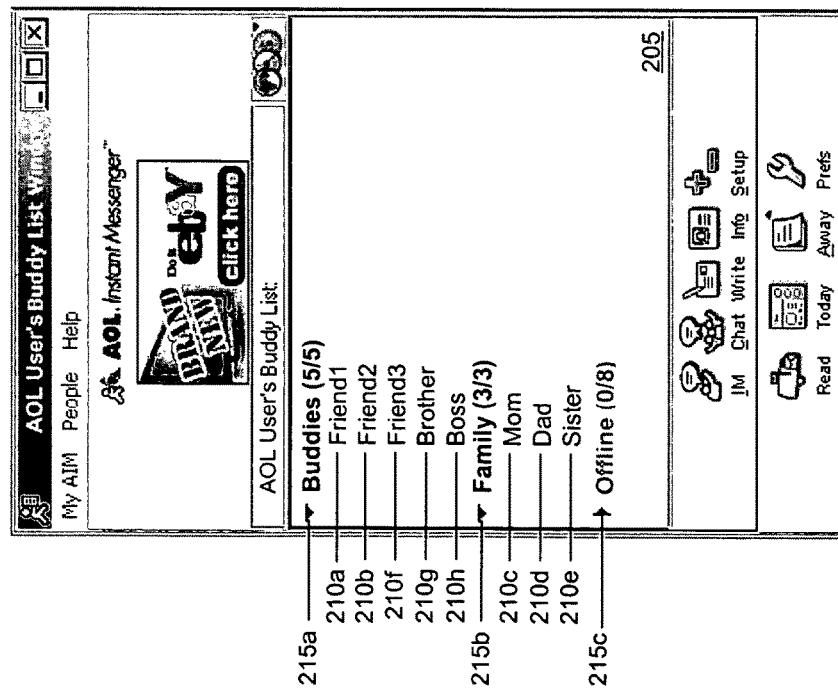 AOL User's Buddy List Window
My AIM People Help
AOL Instant Messenger™
BRAND NEW
Do It
ebY
click here
AOL User's Buddy List:
215a Buddies (5/5)
210a Friend1
210b Friend2
210f Friend3
210g Brother
210h Boss
215b Family (3/3)
210c Mom
210d Dad
210e Sister
215c Offline (0/8)
205
IM Chat Write Info Setup
Read Today Away Prefs